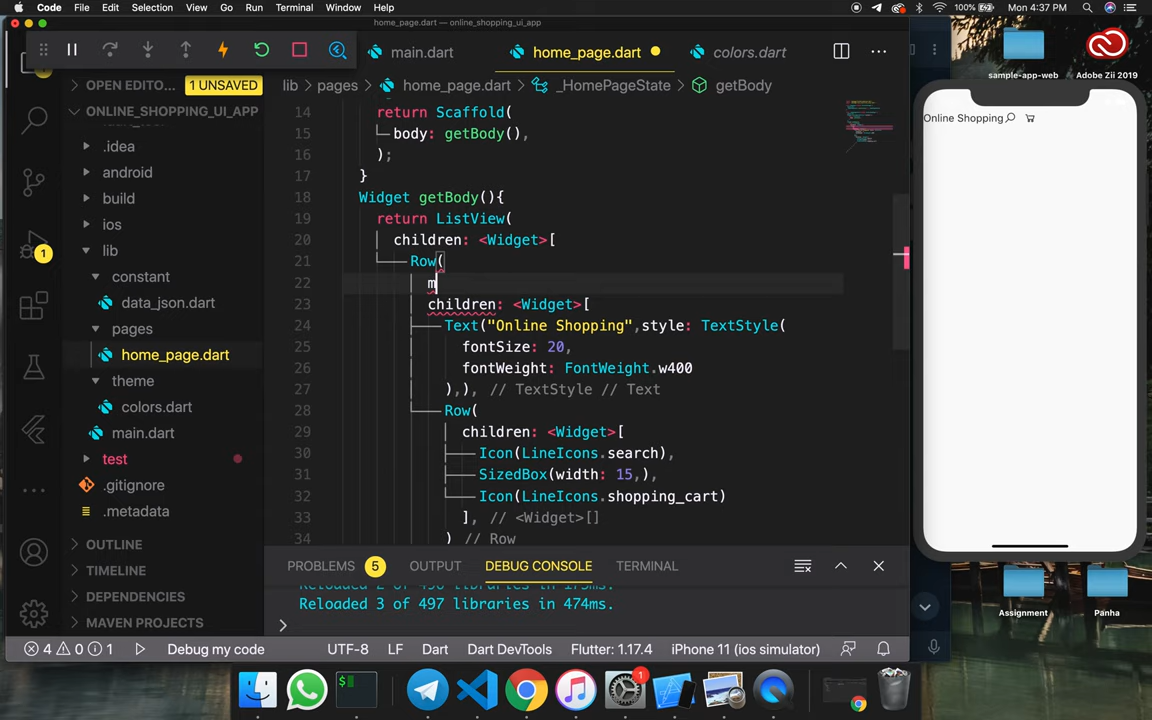 Code File Edit Selection View Go Run Terminal Window Help 100% Mon 4:37 PM
home_page.dart — online_shopping_ui_app
main.dart home_page.dart colors.dart
OPEN EDITO... 1 UNSAVED
lib pages home_page.dart _HomePageState getBody
ONLINE_SHOPPING_UI_APP
.idea
android
build
ios
lib
constant
data_json.dart
pages
home_page.dart
theme
colors.dart
main.dart
test
.gitignore
.metadata
OUTLINE
TIMELINE
DEPENDENCIES
MAVEN PROJECTS
1
14 return Scaffold(
15 body: getBody(),
16 );
17 }
18 Widget getBody(){
19 return ListView(
20 children: <Widget>[
21 Row(
22 m
23 children: <Widget>[
24 Text("Online Shopping",style: TextStyle(
25 fontSize: 20,
26 fontWeight: FontWeight.w400
27 ),), // TextStyle // Text
28 Row(
29 children: <Widget>[
30 Icon(LineIcons.search),
31 SizedBox(width: 15,),
32 Icon(LineIcons.shopping_cart)
33 ], // <Widget>[]
34 ) // Row
PROBLEMS 5 OUTPUT DEBUG CONSOLE TERMINAL
Reloaded 3 of 497 libraries in 474ms.
4 0 1 Debug my code UTF-8 LF Dart Dart DevTools Flutter: 1.17.4 iPhone 11 (ios simulator)
sample-app-web Adobe Zii 2019
Online Shopping
Assignment Panha
1